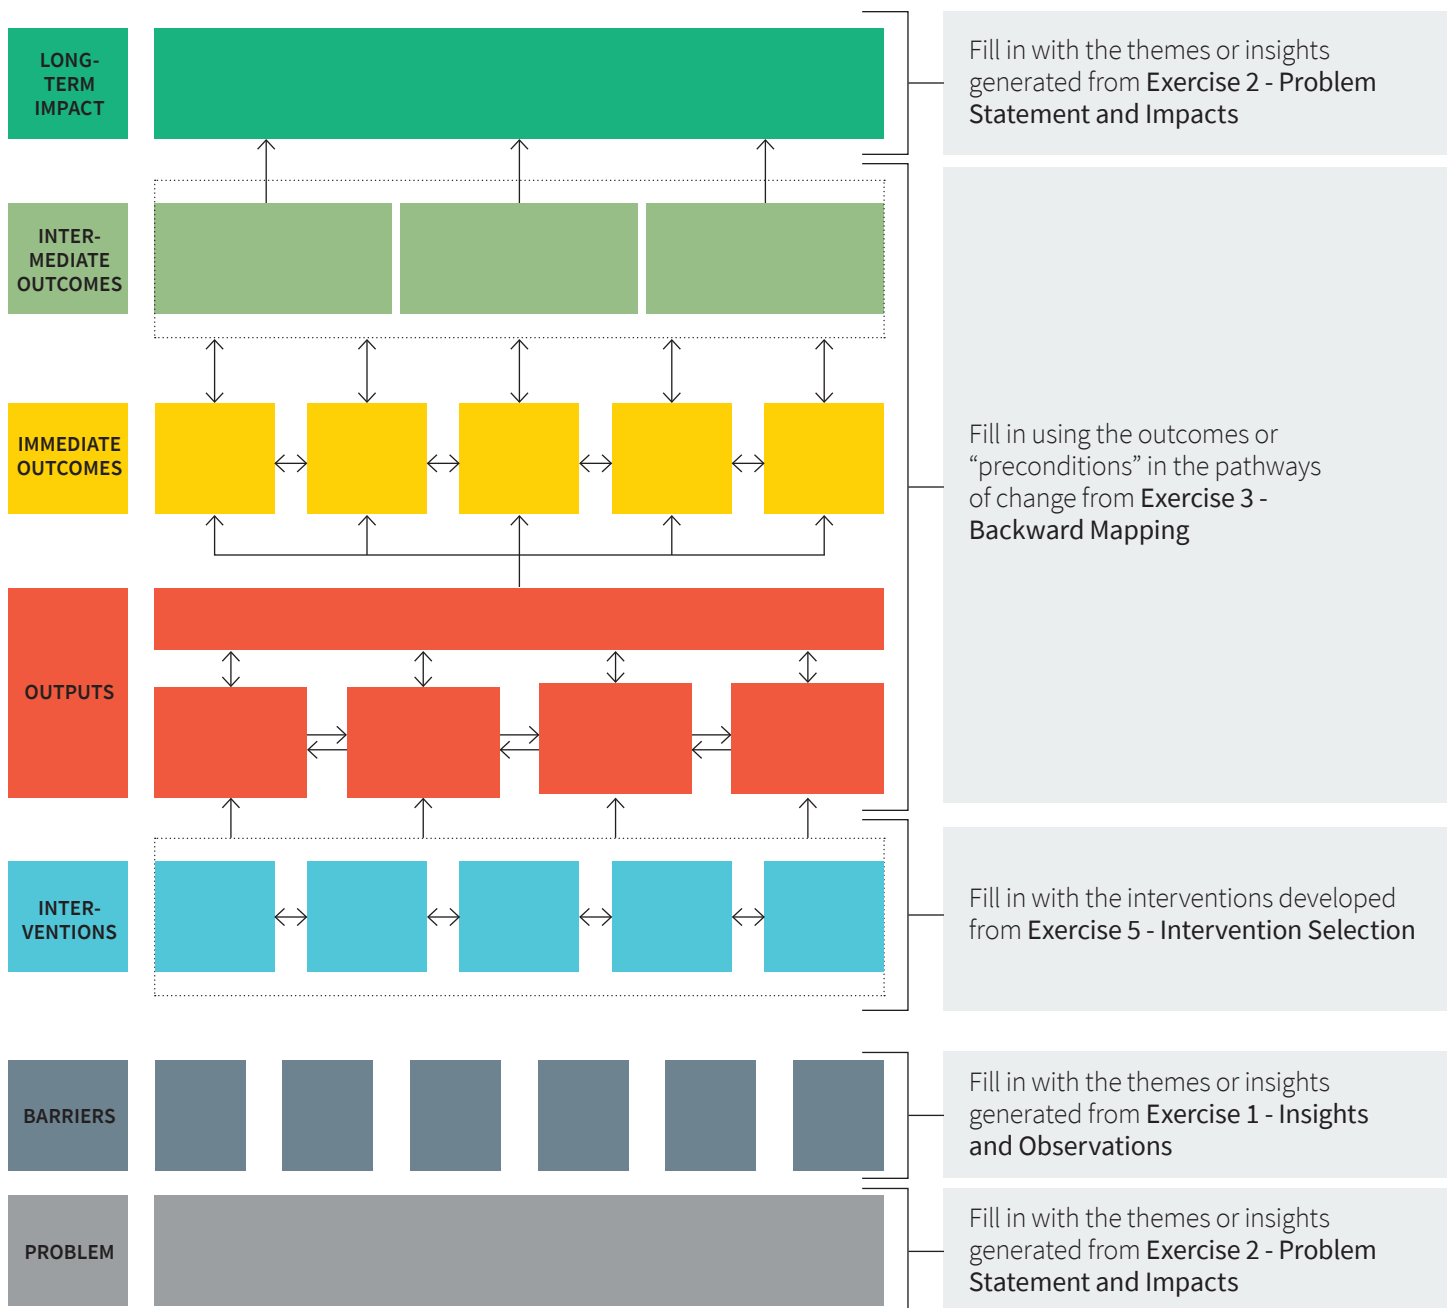 LONG-
TERM
IMPACT
Fill in with the themes or insights
generated from Exercise 2 - Problem
Statement and Impacts
INTER-
MEDIATE
OUTCOMES
IMMEDIATE
OUTCOMES
Fill in using the outcomes or
“preconditions” in the pathways
of change from Exercise 3 -
Backward Mapping
OUTPUTS
INTER-
VENTIONS
Fill in with the interventions developed
from Exercise 5 - Intervention Selection
BARRIERS
Fill in with the themes or insights
generated from Exercise 1 - Insights
and Observations
PROBLEM
Fill in with the themes or insights
generated from Exercise 2 - Problem
Statement and Impacts